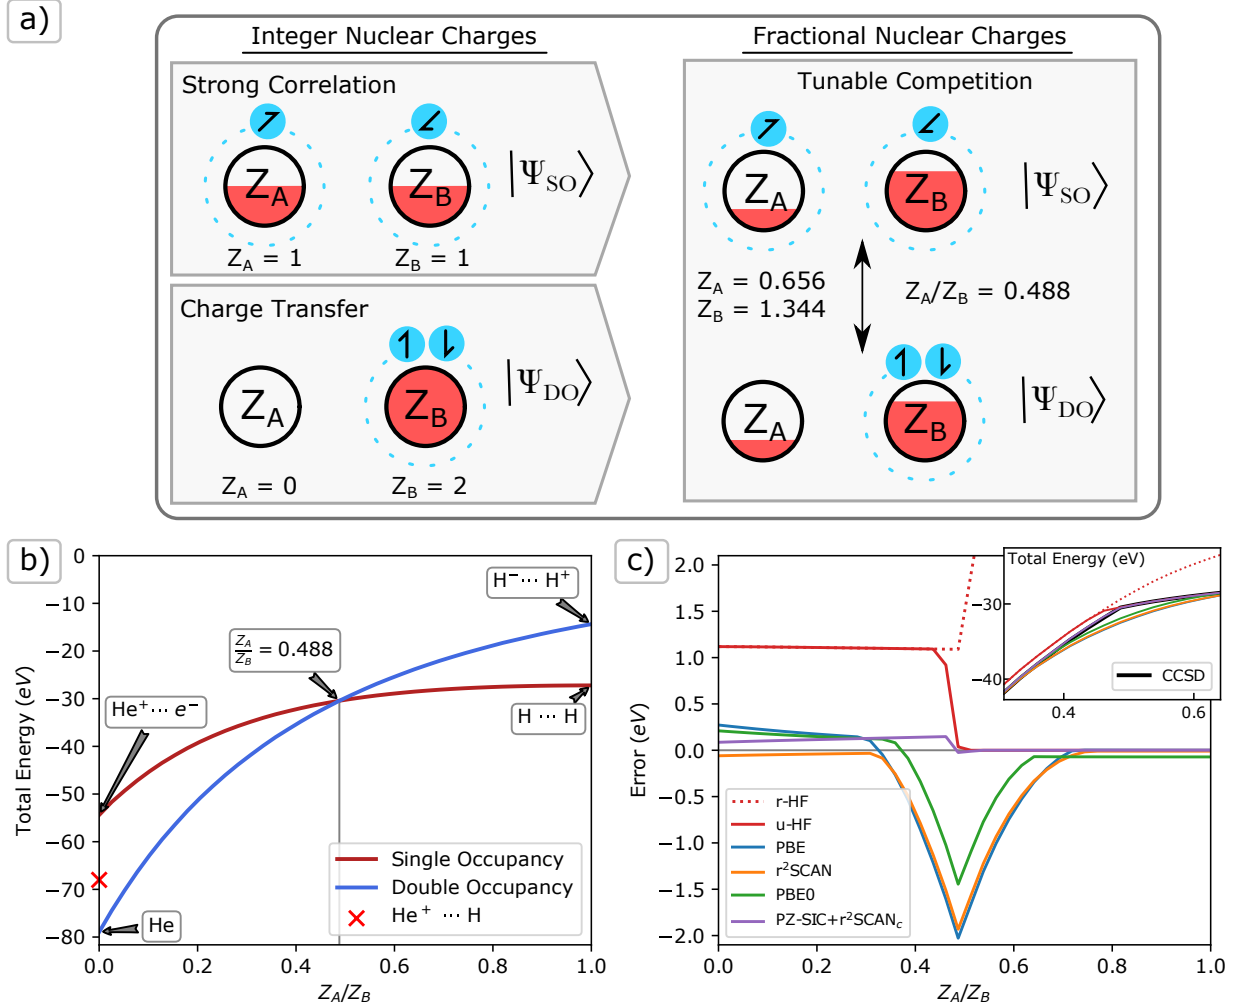 a)
Integer Nuclear Charges
Fractional Nuclear Charges
Strong Correlation
Z_A
Z_B
|Ψ_SO⟩
Z_A = 1
Z_B = 1
Charge Transfer
Z_A
Z_B
|Ψ_DO⟩
Z_A = 0
Z_B = 2
Tunable Competition
Z_A
Z_B
|Ψ_SO⟩
Z_A = 0.656
Z_B = 1.344
Z_A/Z_B = 0.488
Z_A
Z_B
|Ψ_DO⟩
b)
Total Energy (eV)
0
−10
−20
−30
−40
−50
−60
−70
−80
H⁻··· H⁺
Z_A/Z_B = 0.488
He⁺··· e⁻
H ··· H
He
Single Occupancy
Double Occupancy
He⁺ ··· H
0.0 0.2 0.4 0.6 0.8 1.0
Z_A/Z_B
c)
Error (eV)
2.0
1.5
1.0
0.5
0.0
−0.5
−1.0
−1.5
−2.0
Total Energy (eV)
−30
−40
CCSD
0.4 0.6
r-HF
u-HF
PBE
r²SCAN
PBE0
PZ-SIC+r²SCAN_c
0.0 0.2 0.4 0.6 0.8 1.0
Z_A/Z_B